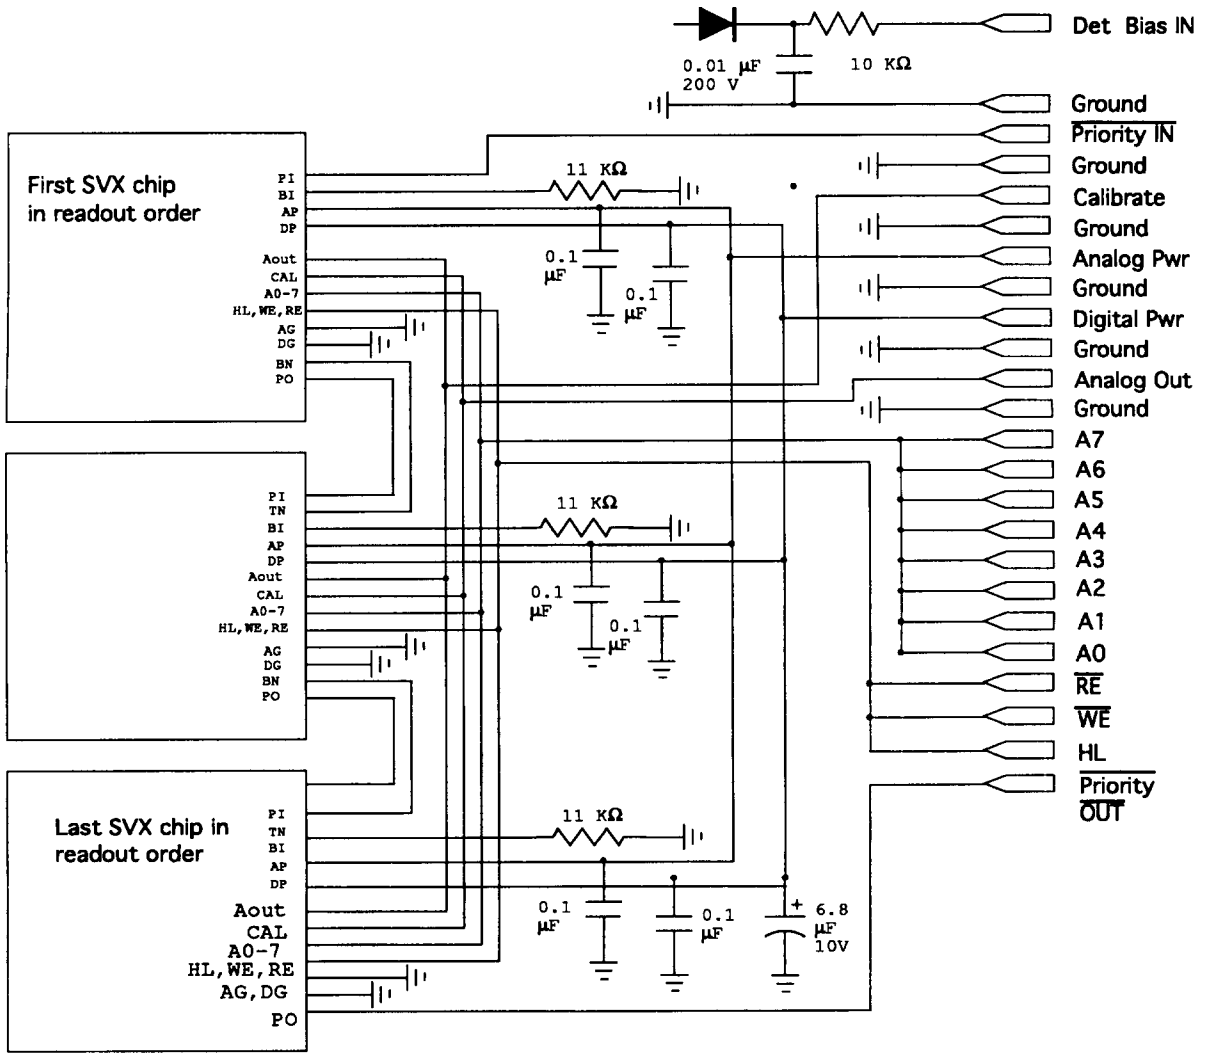 Det Bias IN
0.01 µF
200 V
10 KΩ
Ground
Priority IN
Ground
Calibrate
Ground
Analog Pwr
Ground
Digital Pwr
Ground
Analog Out
Ground
A7
A6
A5
A4
A3
A2
A1
A0
RE
WE
HL
Priority
OUT
First SVX chip
in readout order
PI
BI
AP
DP
Aout
CAL
A0-7
HL,WE,RE
AG
DG
BN
PO
11 KΩ
0.1
µF
0.1
µF
PI
TN
BI
AP
DP
Aout
CAL
A0-7
HL,WE,RE
AG
DG
BN
PO
11 KΩ
0.1
µF
0.1
µF
Last SVX chip in
readout order
PI
TN
BI
AP
DP
Aout
CAL
A0-7
HL,WE,RE
AG,DG
PO
11 KΩ
0.1
µF
0.1
µF
+
6.8
µF
10V